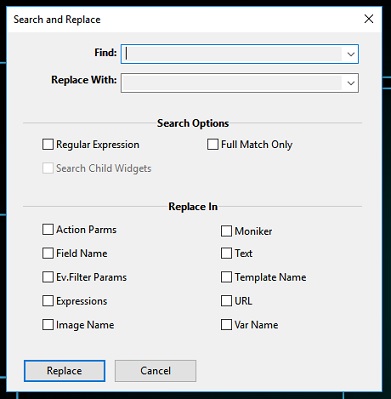 Search and Replace
Find:
Replace With:
Search Options
Regular Expression
Full Match Only
Search Child Widgets
Replace In
Action Parms
Moniker
Field Name
Text
Ev.Filter Params
Template Name
Expressions
URL
Image Name
Var Name
Replace
Cancel